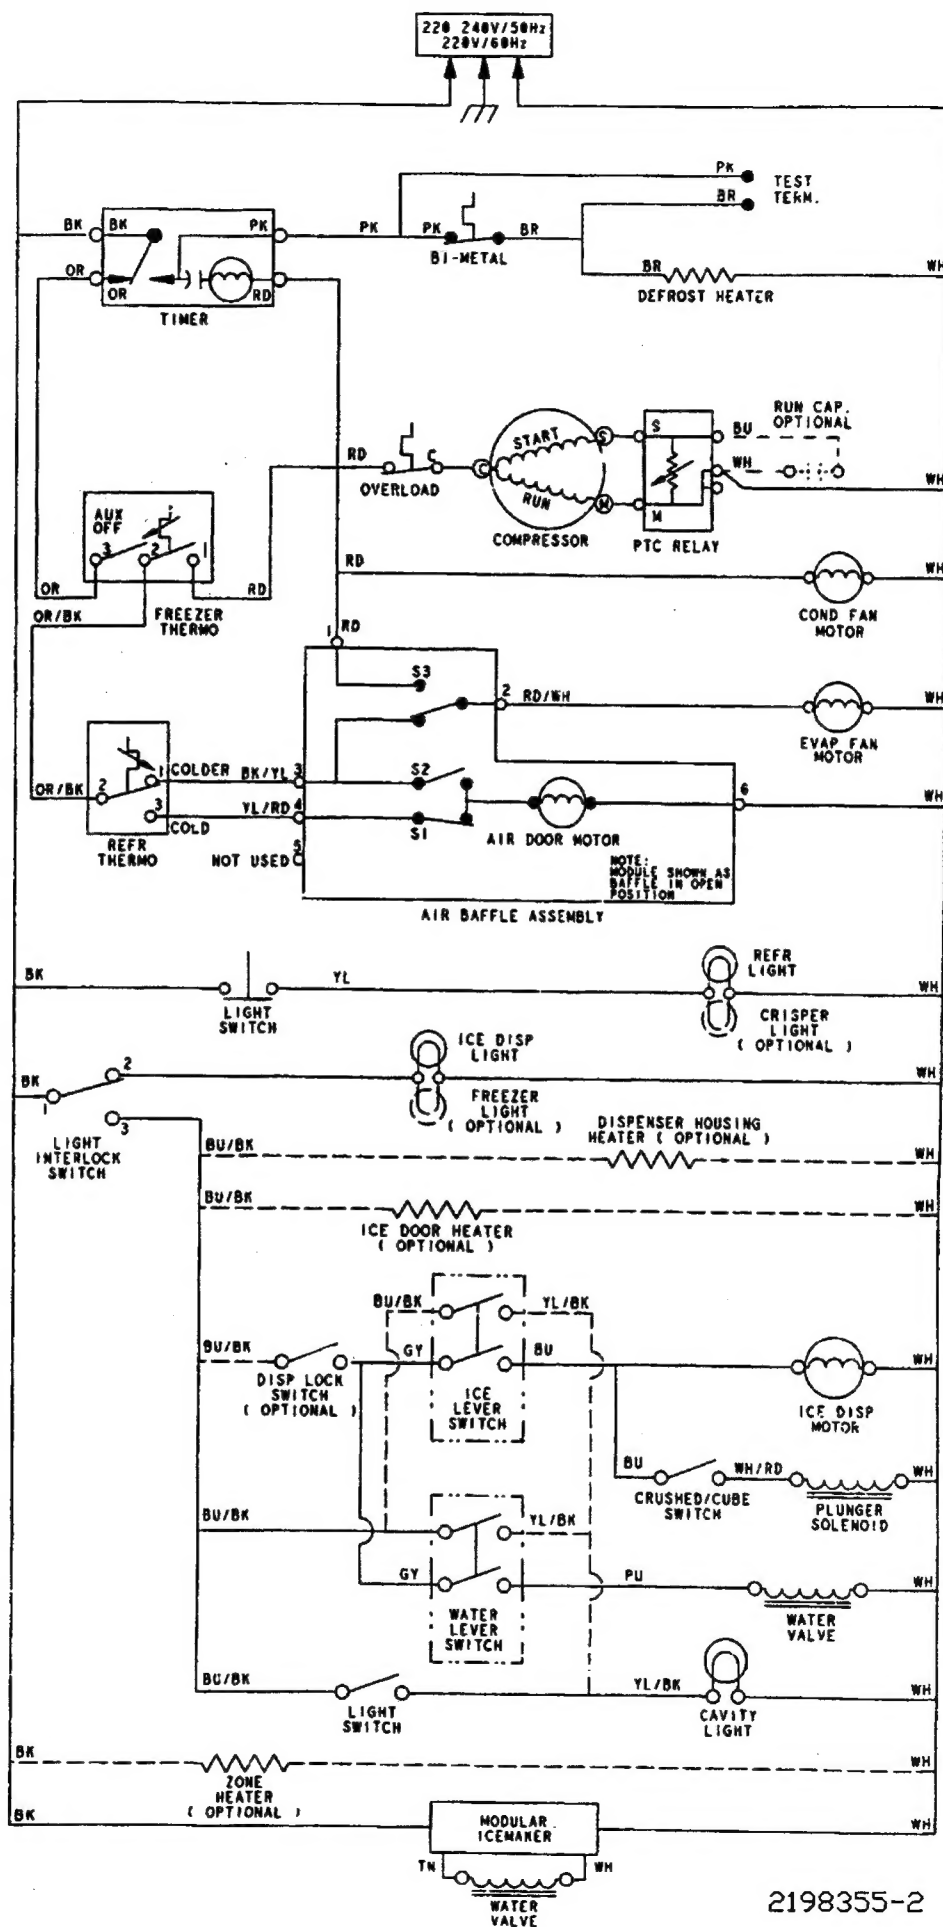 220 240V/50Hz
220V/60Hz
PK
TEST
TERM.
BR
BK
BK
PK
PK
PK
BR
BI-METAL
OR
OR
RD
BR
WH
DEFROST HEATER
TIMER
RUN CAP.
OPTIONAL
S
S
BU
START
RD
C
C
WH
OVERLOAD
RUN
WH
M
M
COMPRESSOR
PTC RELAY
AUX
OFF
3
2
1
OR
RD
RD
WH
OR/BK
FREEZER
THERMO
COND FAN
MOTOR
1
RD
S3
2
RD/WH
WH
EVAP FAN
MOTOR
1
COLDER
BK/YL
3
S2
OR/BK
2
6
WH
3
COLD
YL/RD
4
S1
AIR DOOR MOTOR
REFR
THERMO
NOT USED
5
NOTE:
MODULE SHOWN AS
BAFFLE IN OPEN
POSITION
AIR BAFFLE ASSEMBLY
REFR
LIGHT
BK
YL
WH
LIGHT
SWITCH
CRISPER
LIGHT
( OPTIONAL )
ICE DISP
LIGHT
2
BK
1
WH
3
FREEZER
LIGHT
( OPTIONAL )
DISPENSER HOUSING
HEATER ( OPTIONAL )
LIGHT
INTERLOCK
SWITCH
BU/BK
WH
BU/BK
WH
ICE DOOR HEATER
( OPTIONAL )
BU/BK
YL/BK
BU/BK
GY
BU
WH
DISP LOCK
SWITCH
( OPTIONAL )
ICE
LEVER
SWITCH
ICE DISP
MOTOR
BU
WH/RD
WH
CRUSHED/CUBE
SWITCH
PLUNGER
SOLENOID
BU/BK
YL/BK
GY
PU
WH
WATER
LEVER
SWITCH
WATER
VALVE
BU/BK
YL/BK
WH
LIGHT
SWITCH
CAVITY
LIGHT
BK
WH
ZONE
HEATER
( OPTIONAL )
BK
MODULAR
ICEMAKER
WH
TN
WH
WATER
VALVE
2198355-2